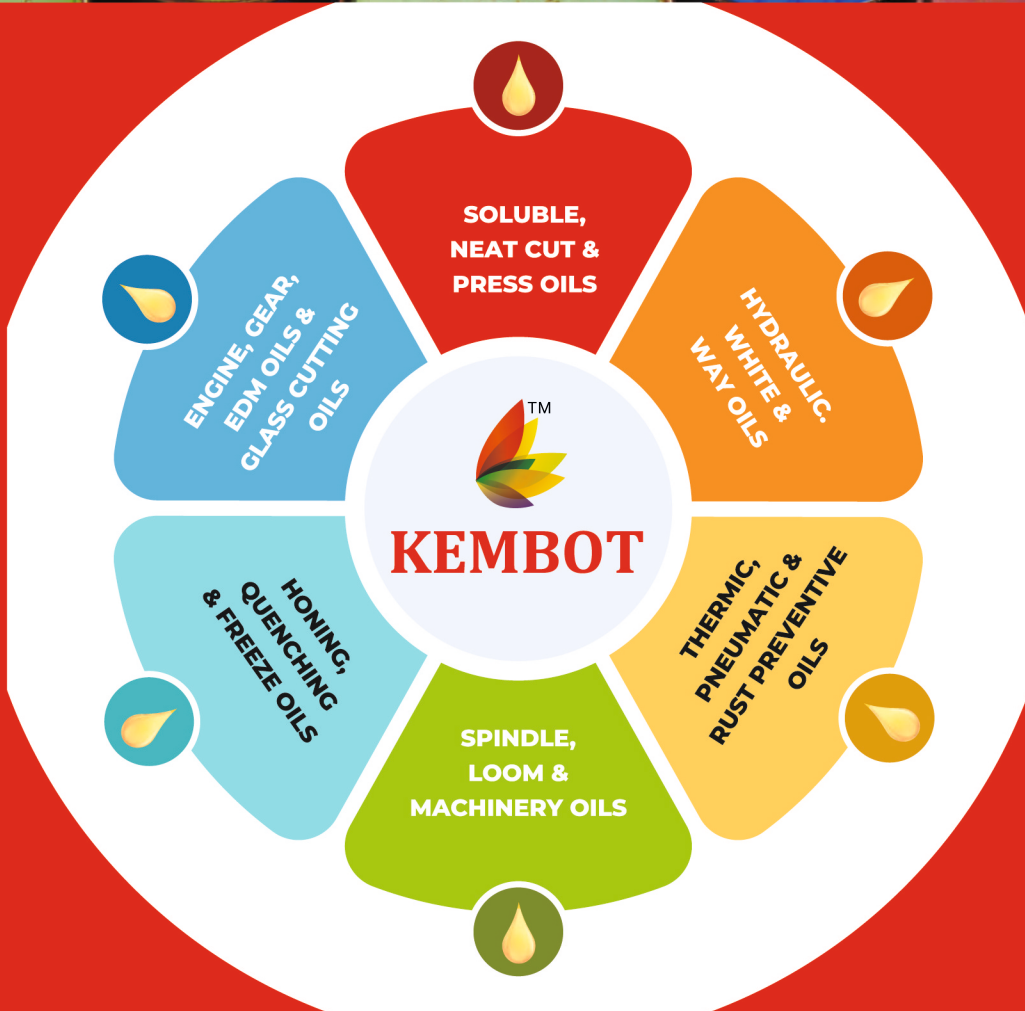 SOLUBLE,
NEAT CUT &
PRESS OILS
HYDRAULIC.
WHITE &
WAY OILS
THERMIC,
PNEUMATIC &
RUST PREVENTIVE
OILS
SPINDLE,
LOOM &
MACHINERY OILS
HONING,
QUENCHING
& FREEZE OILS
ENGINE, GEAR,
EDM OILS &
GLASS CUTTING
OILS
TM
KEMBOT